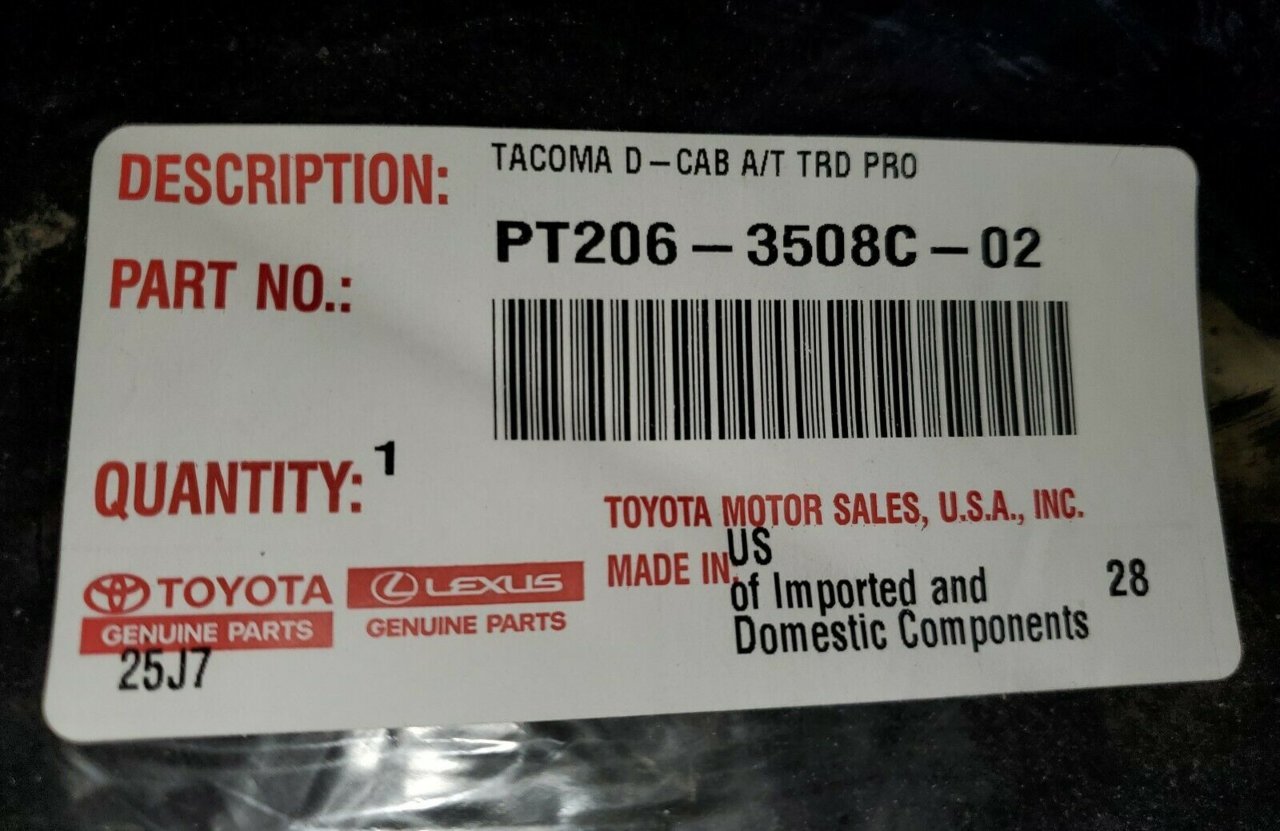 DESCRIPTION: TACOMA D-CAB A/T TRD PRO
PART NO.: PT206-3508C-02
QUANTITY: 1
TOYOTA MOTOR SALES, U.S.A., INC.
MADE IN: US
of Imported and
Domestic Components
28
TOYOTA
GENUINE PARTS
LEXUS
GENUINE PARTS
25J7